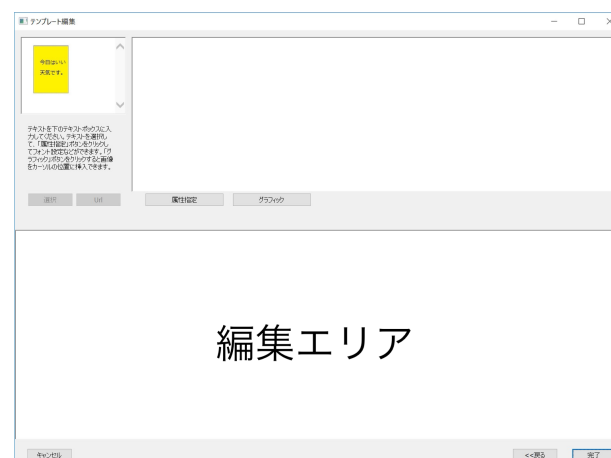 テンプレート編集
今日はいい
天気です。
テキストを下のテキストボックスに入
力してください。テキストを選択し
て、「属性指定」ボタンをクリックし
てフォント設定などができます。「グ
ラフィック」ボタンをクリックすると画像
をカーソルの位置に挿入できます。
選択
Url
属性指定
グラフィック
編集エリア
キャンセル
<<戻る
完了